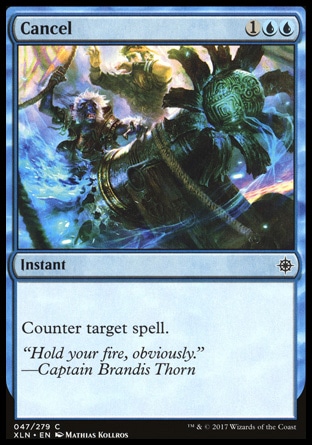 Cancel 1
Instant
Counter target spell.
“Hold your fire, obviously.”
—Captain Brandis Thorn
047/279 C
XLN • EN Mathias Kollros
™ & © 2017 Wizards of the Coast